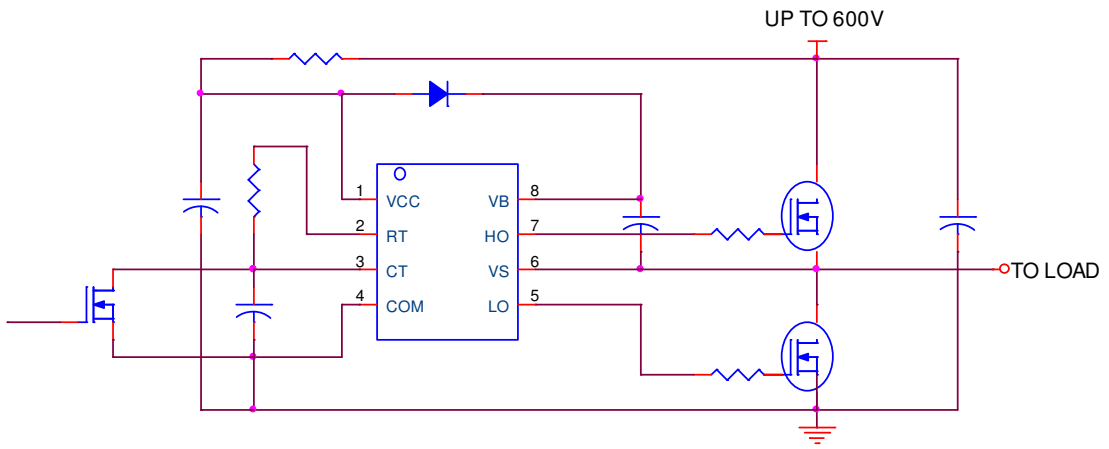 UP TO 600V
1 VCC VB 8
2 RT HO 7
3 CT VS 6
TO LOAD
4 COM LO 5